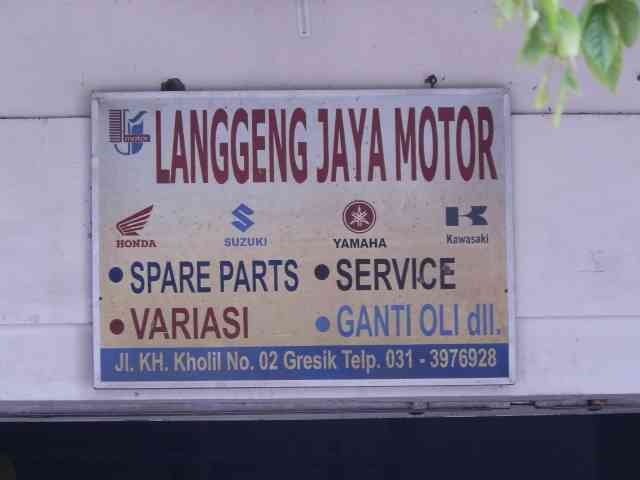 motor LANGGENG JAYA MOTOR
HONDA SUZUKI YAMAHA Kawasaki
• SPARE PARTS • SERVICE
• VARIASI • GANTI OLI dll.
Jl. KH. Kholil No. 02 Gresik Telp. 031 - 3976928